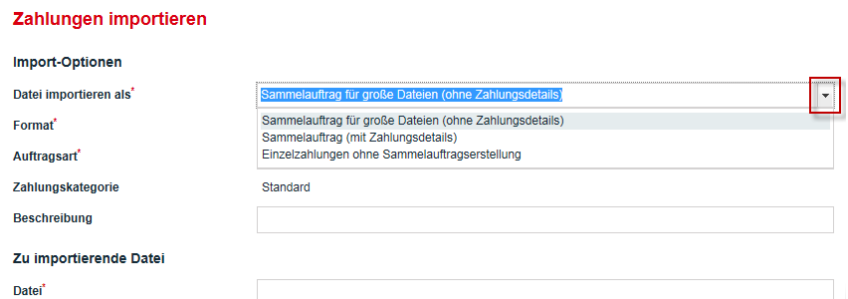 Zahlungen importieren
Import-Optionen
Datei importieren als* Sammelauftrag für große Dateien (ohne Zahlungsdetails)
Format* Sammelauftrag für große Dateien (ohne Zahlungsdetails)
Sammelauftrag (mit Zahlungsdetails)
Auftragsart* Einzelzahlungen ohne Sammelauftragserstellung
Zahlungskategorie Standard
Beschreibung
Zu importierende Datei
Datei*